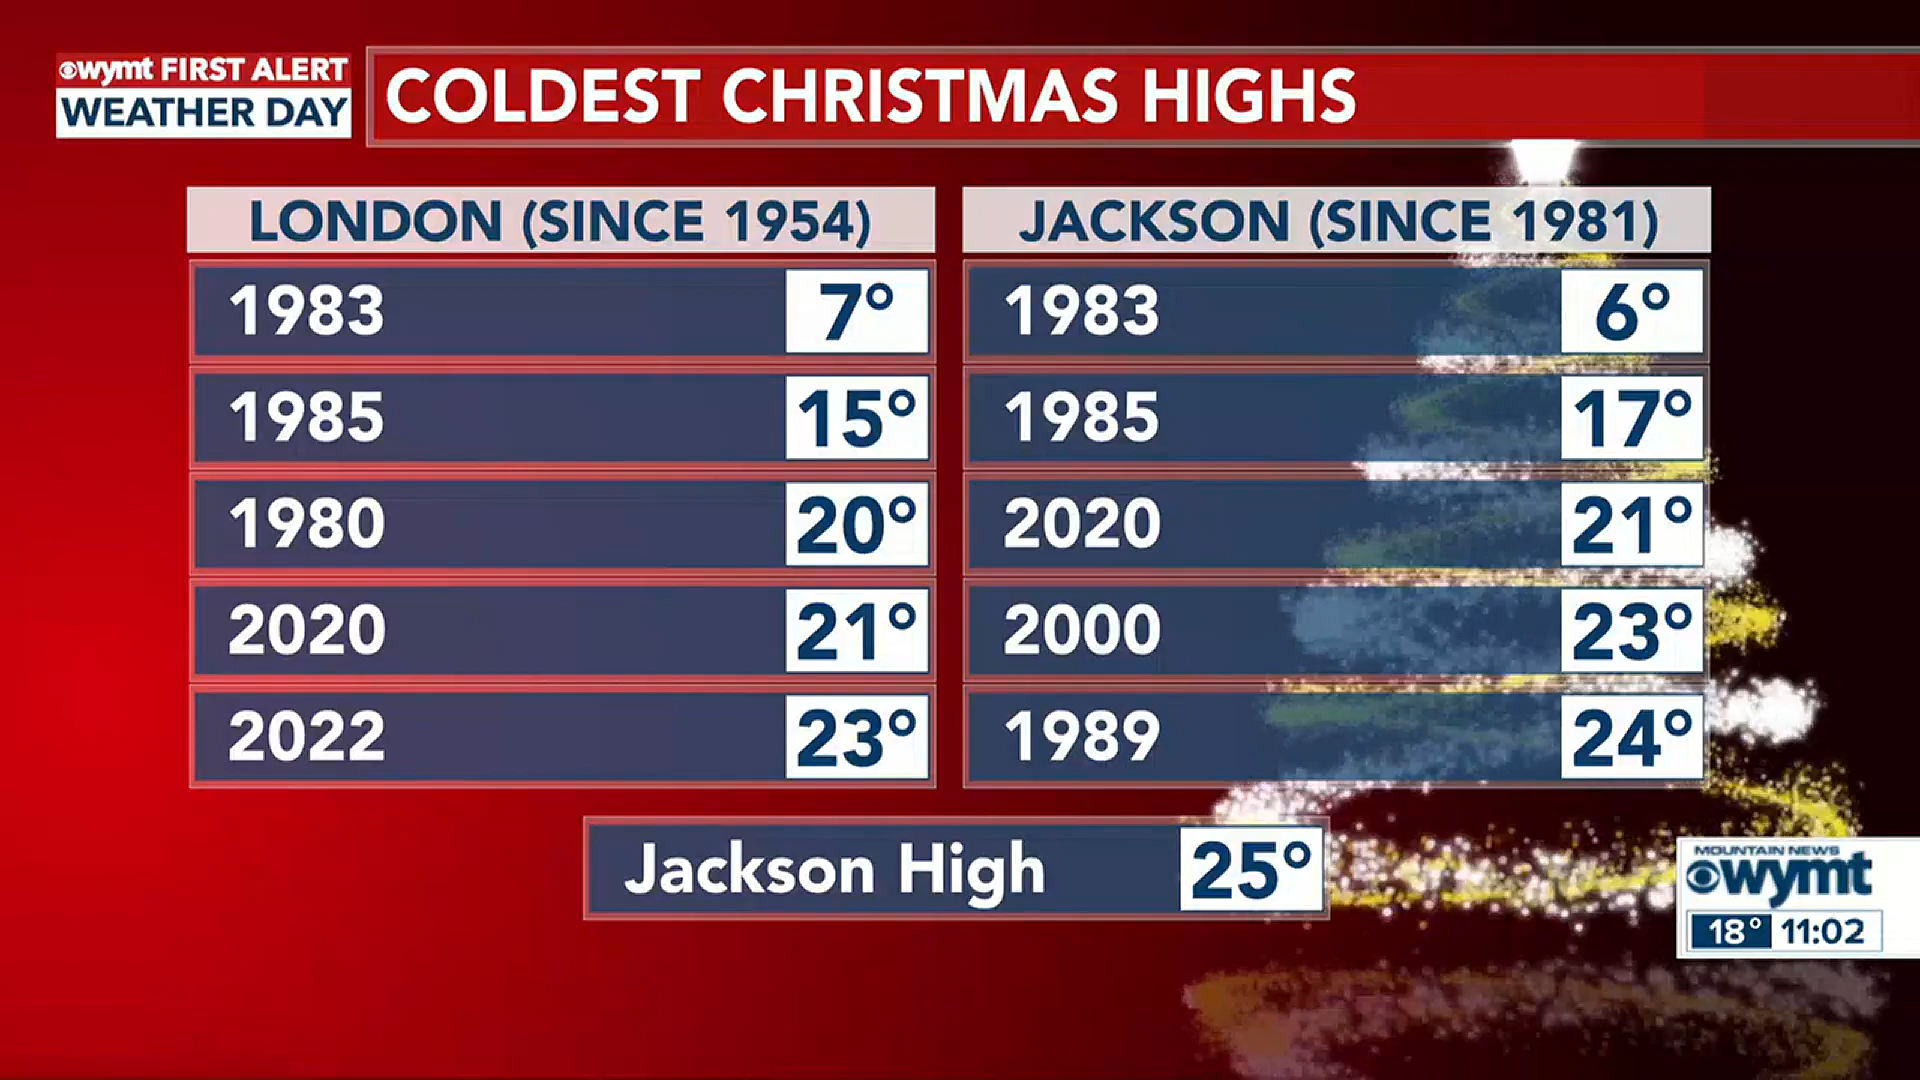 wymt FIRST ALERT
WEATHER DAY
COLDEST CHRISTMAS HIGHS
LONDON (SINCE 1954)
1983 7°
1985 15°
1980 20°
2020 21°
2022 23°
JACKSON (SINCE 1981)
1983 6°
1985 17°
2020 21°
2000 23°
1989 24°
Jackson High 25°
MOUNTAIN NEWS
wymt
18° 11:02